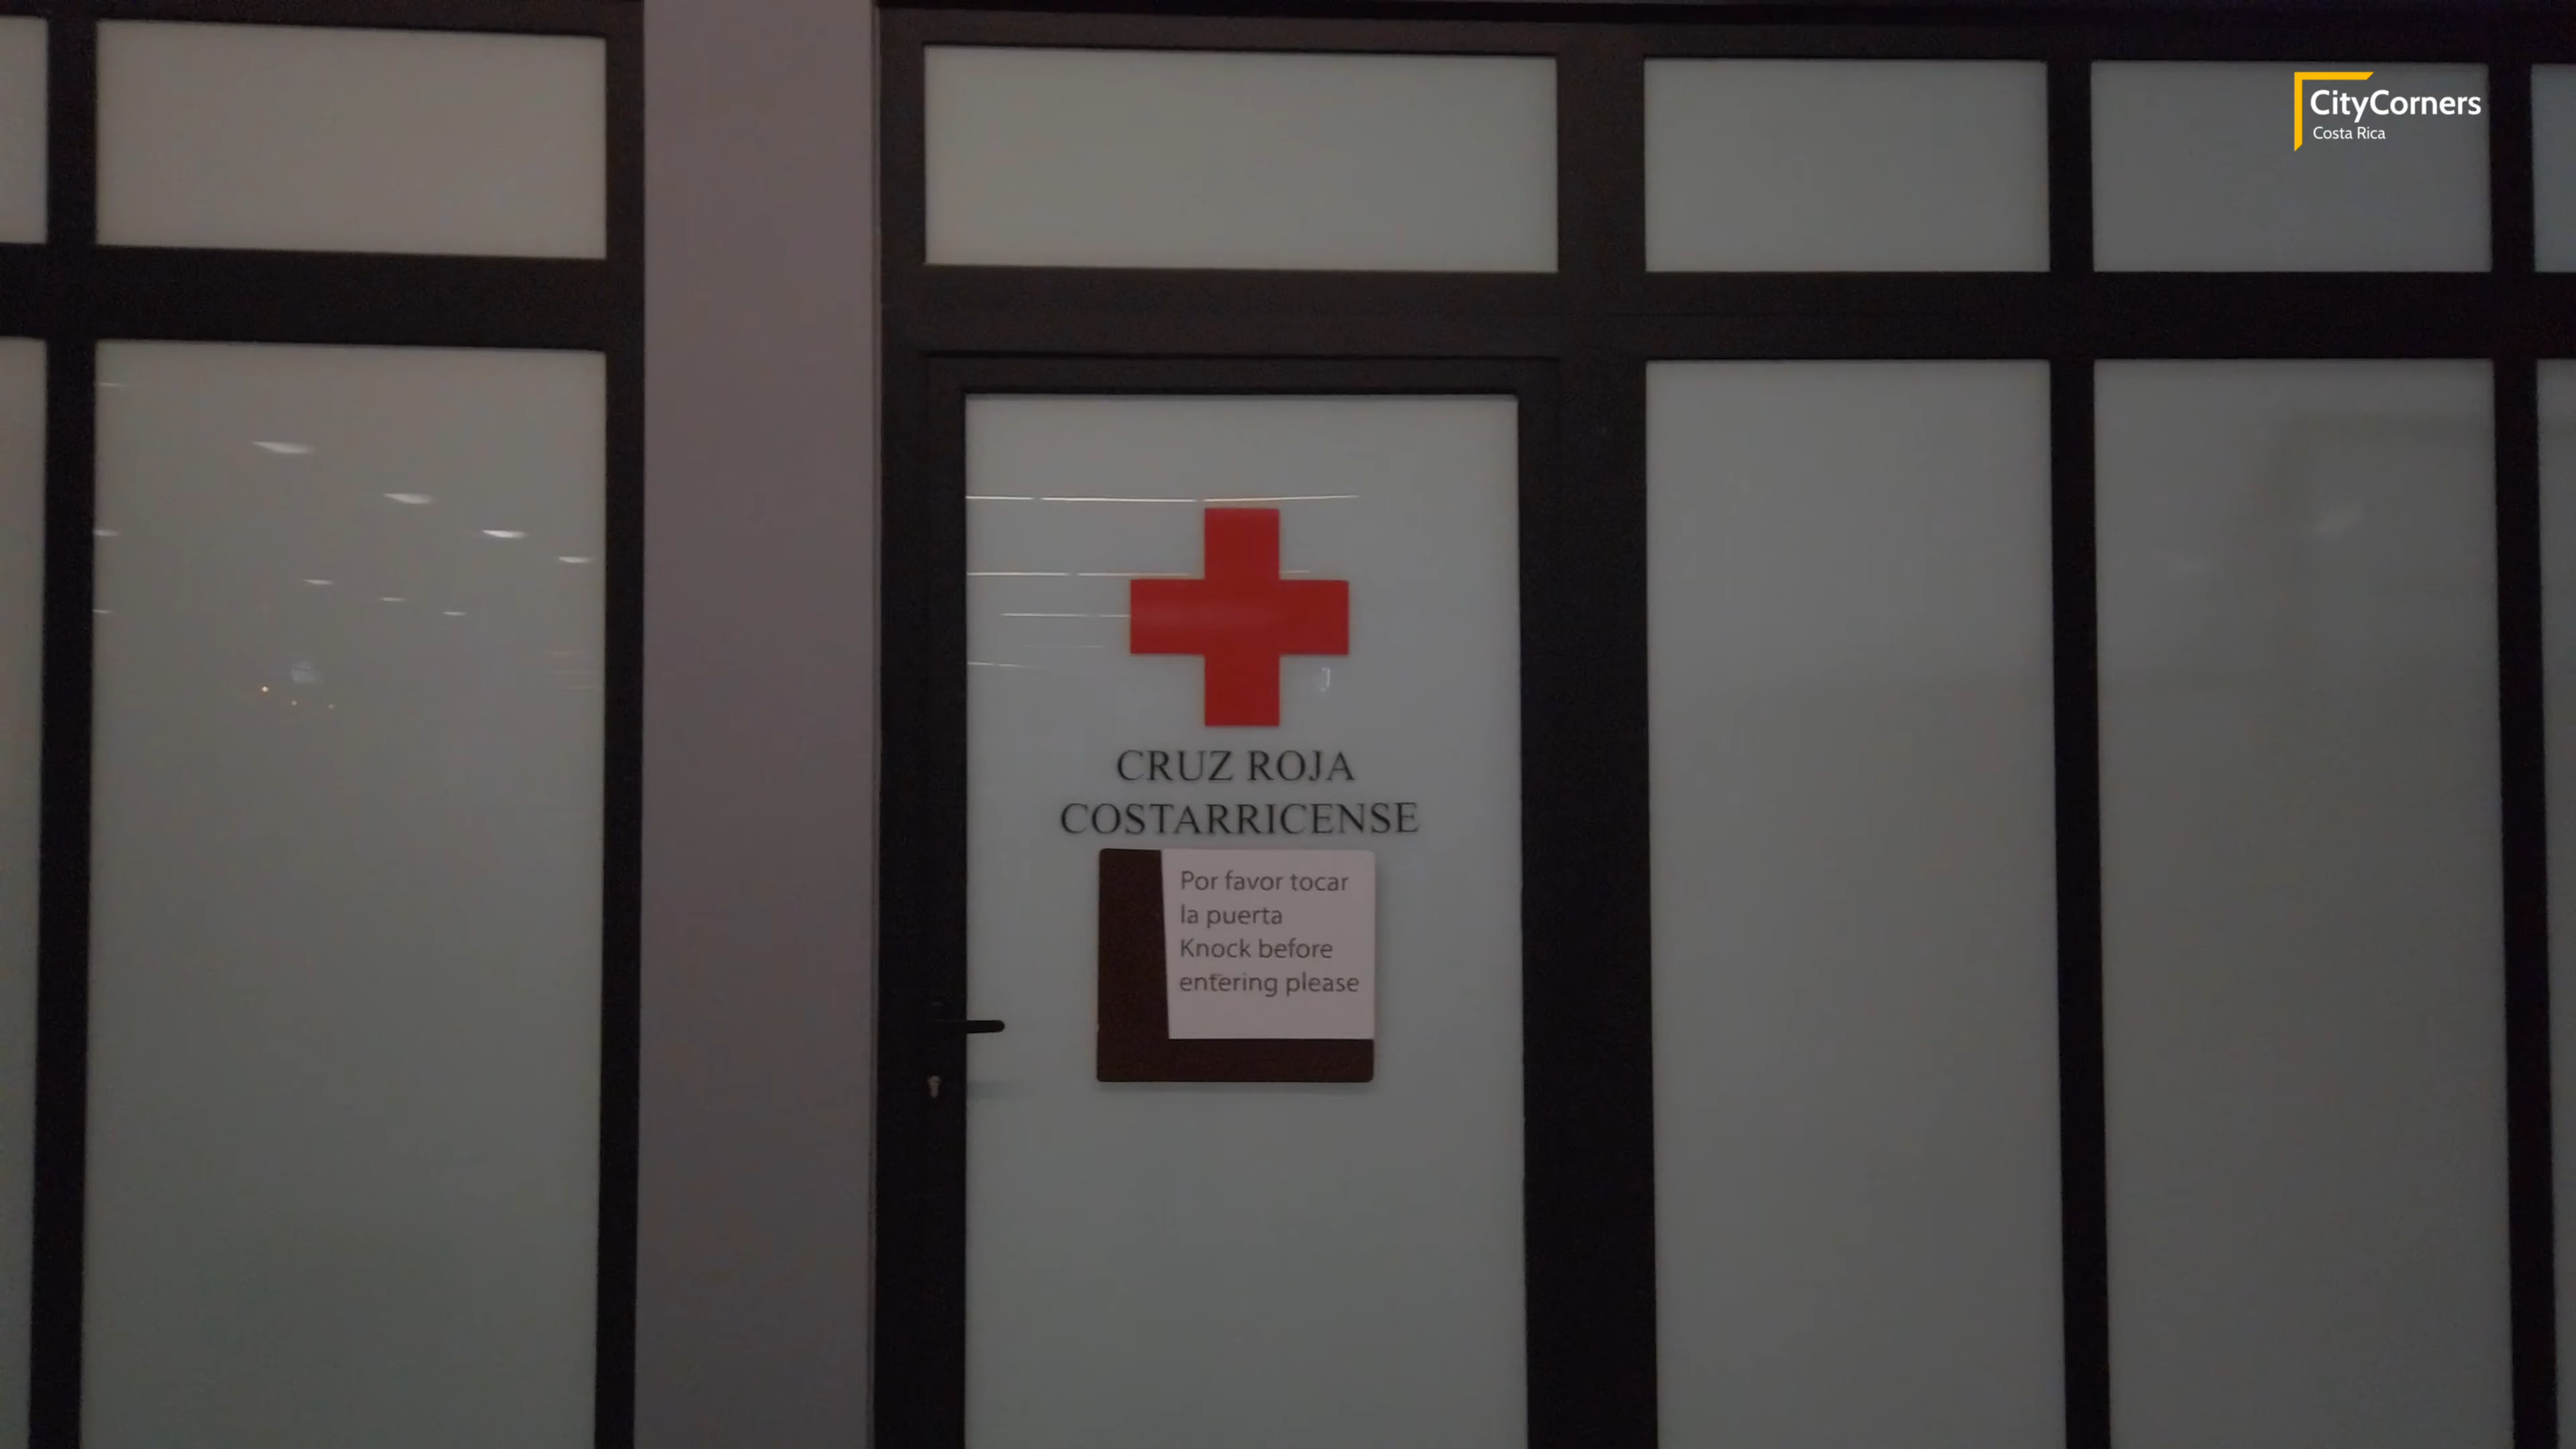 CityCorners
Costa Rica
CRUZ ROJA
COSTARRICENSE
Por favor tocar
la puerta
Knock before
entering please